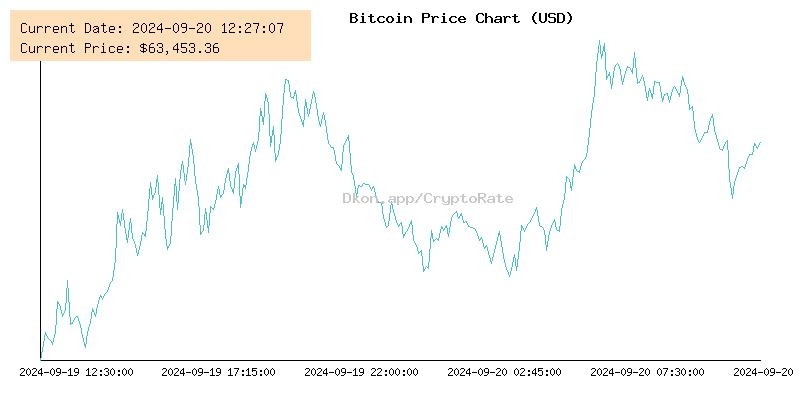 Bitcoin Price Chart (USD)
Current Date: 2024-09-20 12:27:07
Current Price: $63,453.36
Dkon.app/CryptoRate
2024-09-19 12:30:00
2024-09-19 17:15:00
2024-09-19 22:00:00
2024-09-20 02:45:00
2024-09-20 07:30:00
2024-09-20